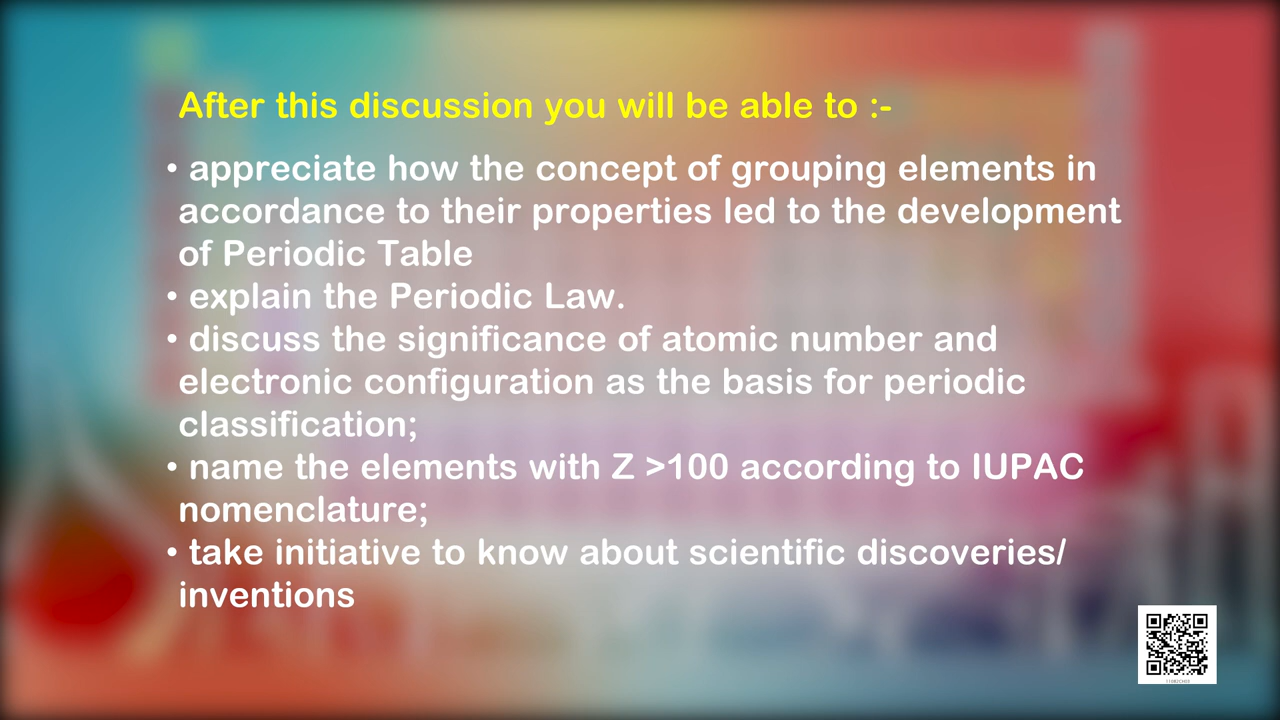 After this discussion you will be able to :-
• appreciate how the concept of grouping elements in
accordance to their properties led to the development
of Periodic Table
• explain the Periodic Law.
• discuss the significance of atomic number and
electronic configuration as the basis for periodic
classification;
• name the elements with Z >100 according to IUPAC
nomenclature;
• take initiative to know about scientific discoveries/
inventions